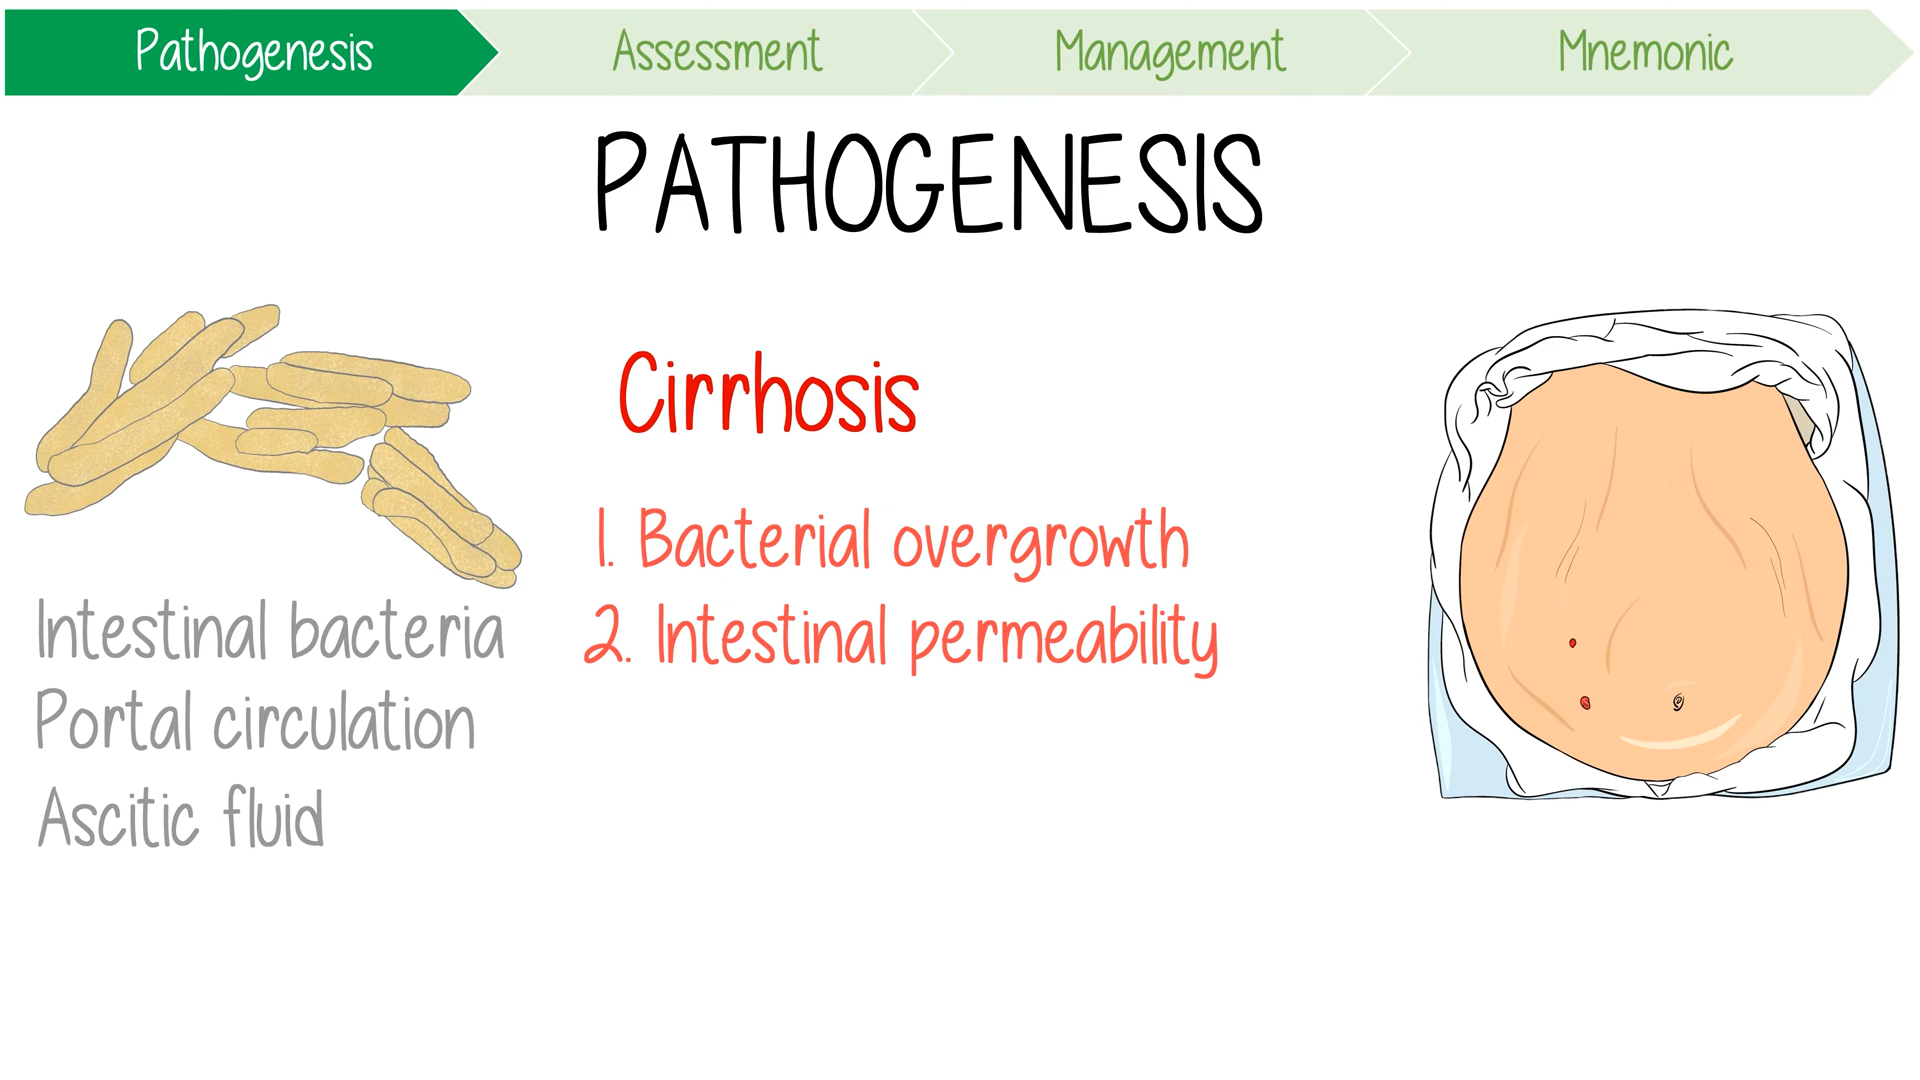 Pathogenesis
Assessment
Management
Mnemonic
PATHOGENESIS
Cirrhosis
1. Bacterial overgrowth
2. Intestinal permeability
Intestinal bacteria
Portal circulation
Ascitic fluid